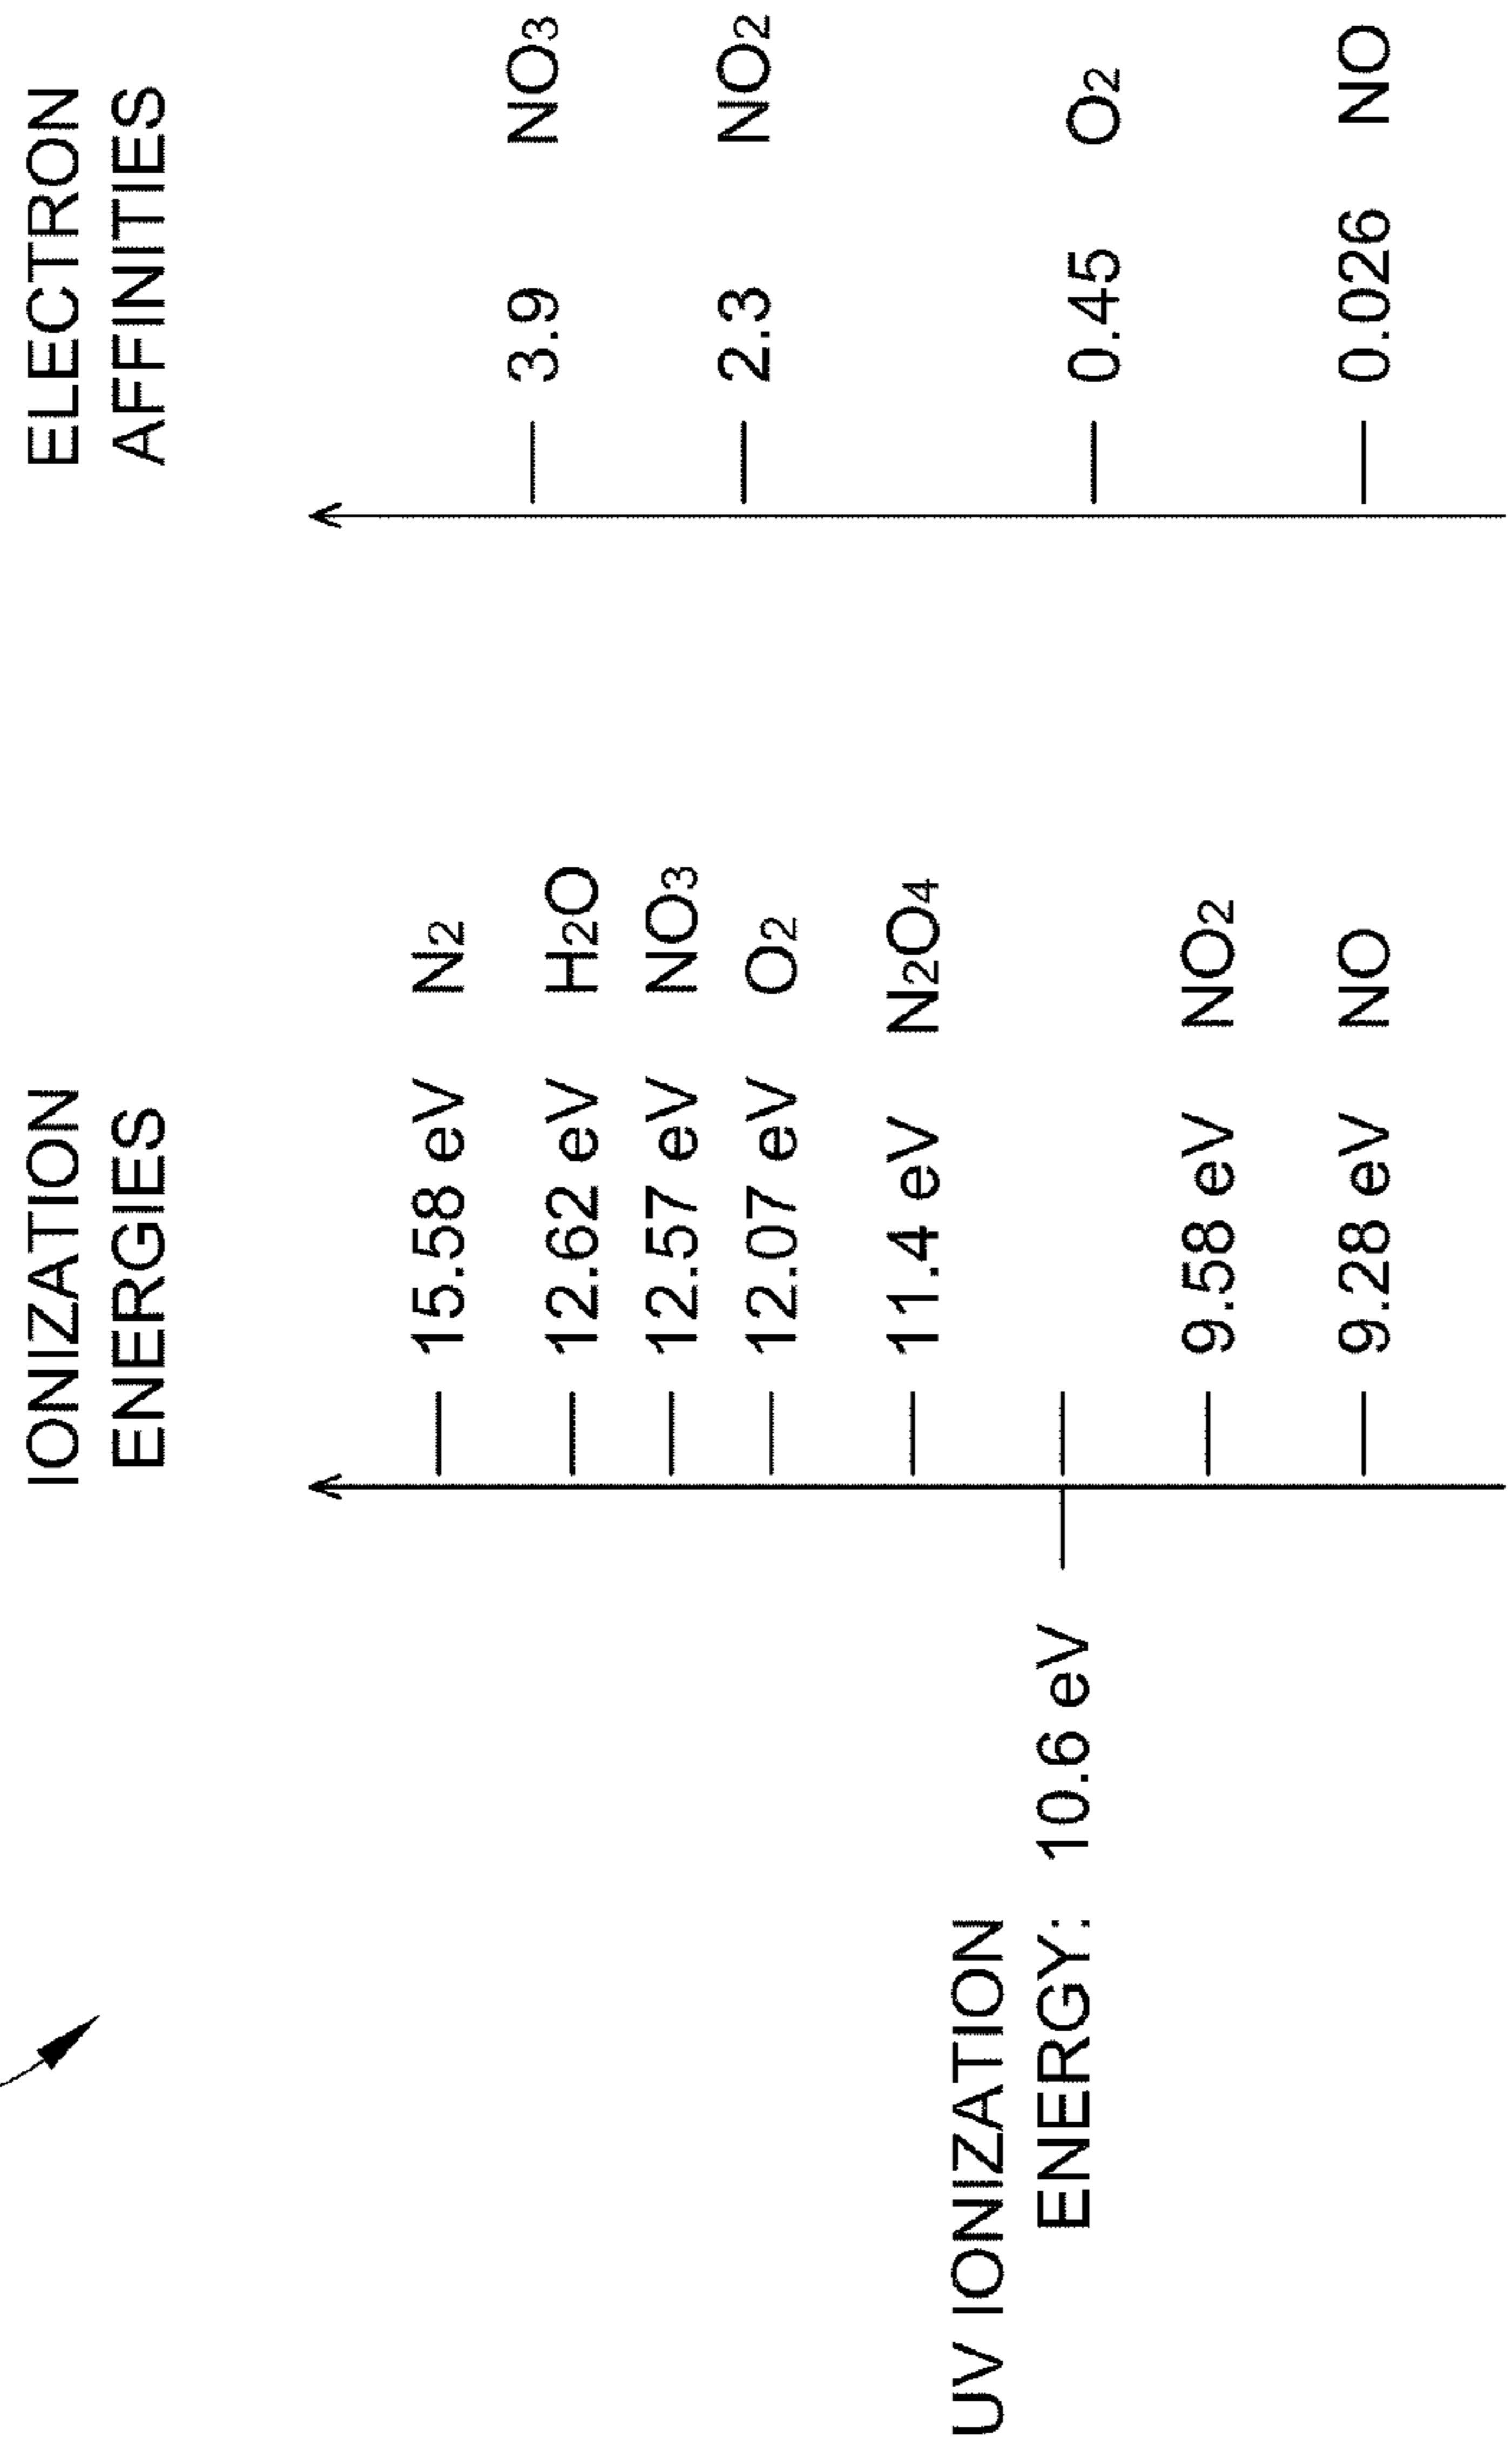 IONIZATION
ENERGIES
15.58 eV N₂
12.62 eV H₂O
12.57 eV NO₃
12.07 eV O₂
11.4 eV N₂O₄
UV IONIZATION
ENERGY: 10.6 eV
9.58 eV NO₂
9.28 eV NO
ELECTRON
AFFINITIES
3.9 NO₃
2.3 NO₂
0.45 O₂
0.026 NO